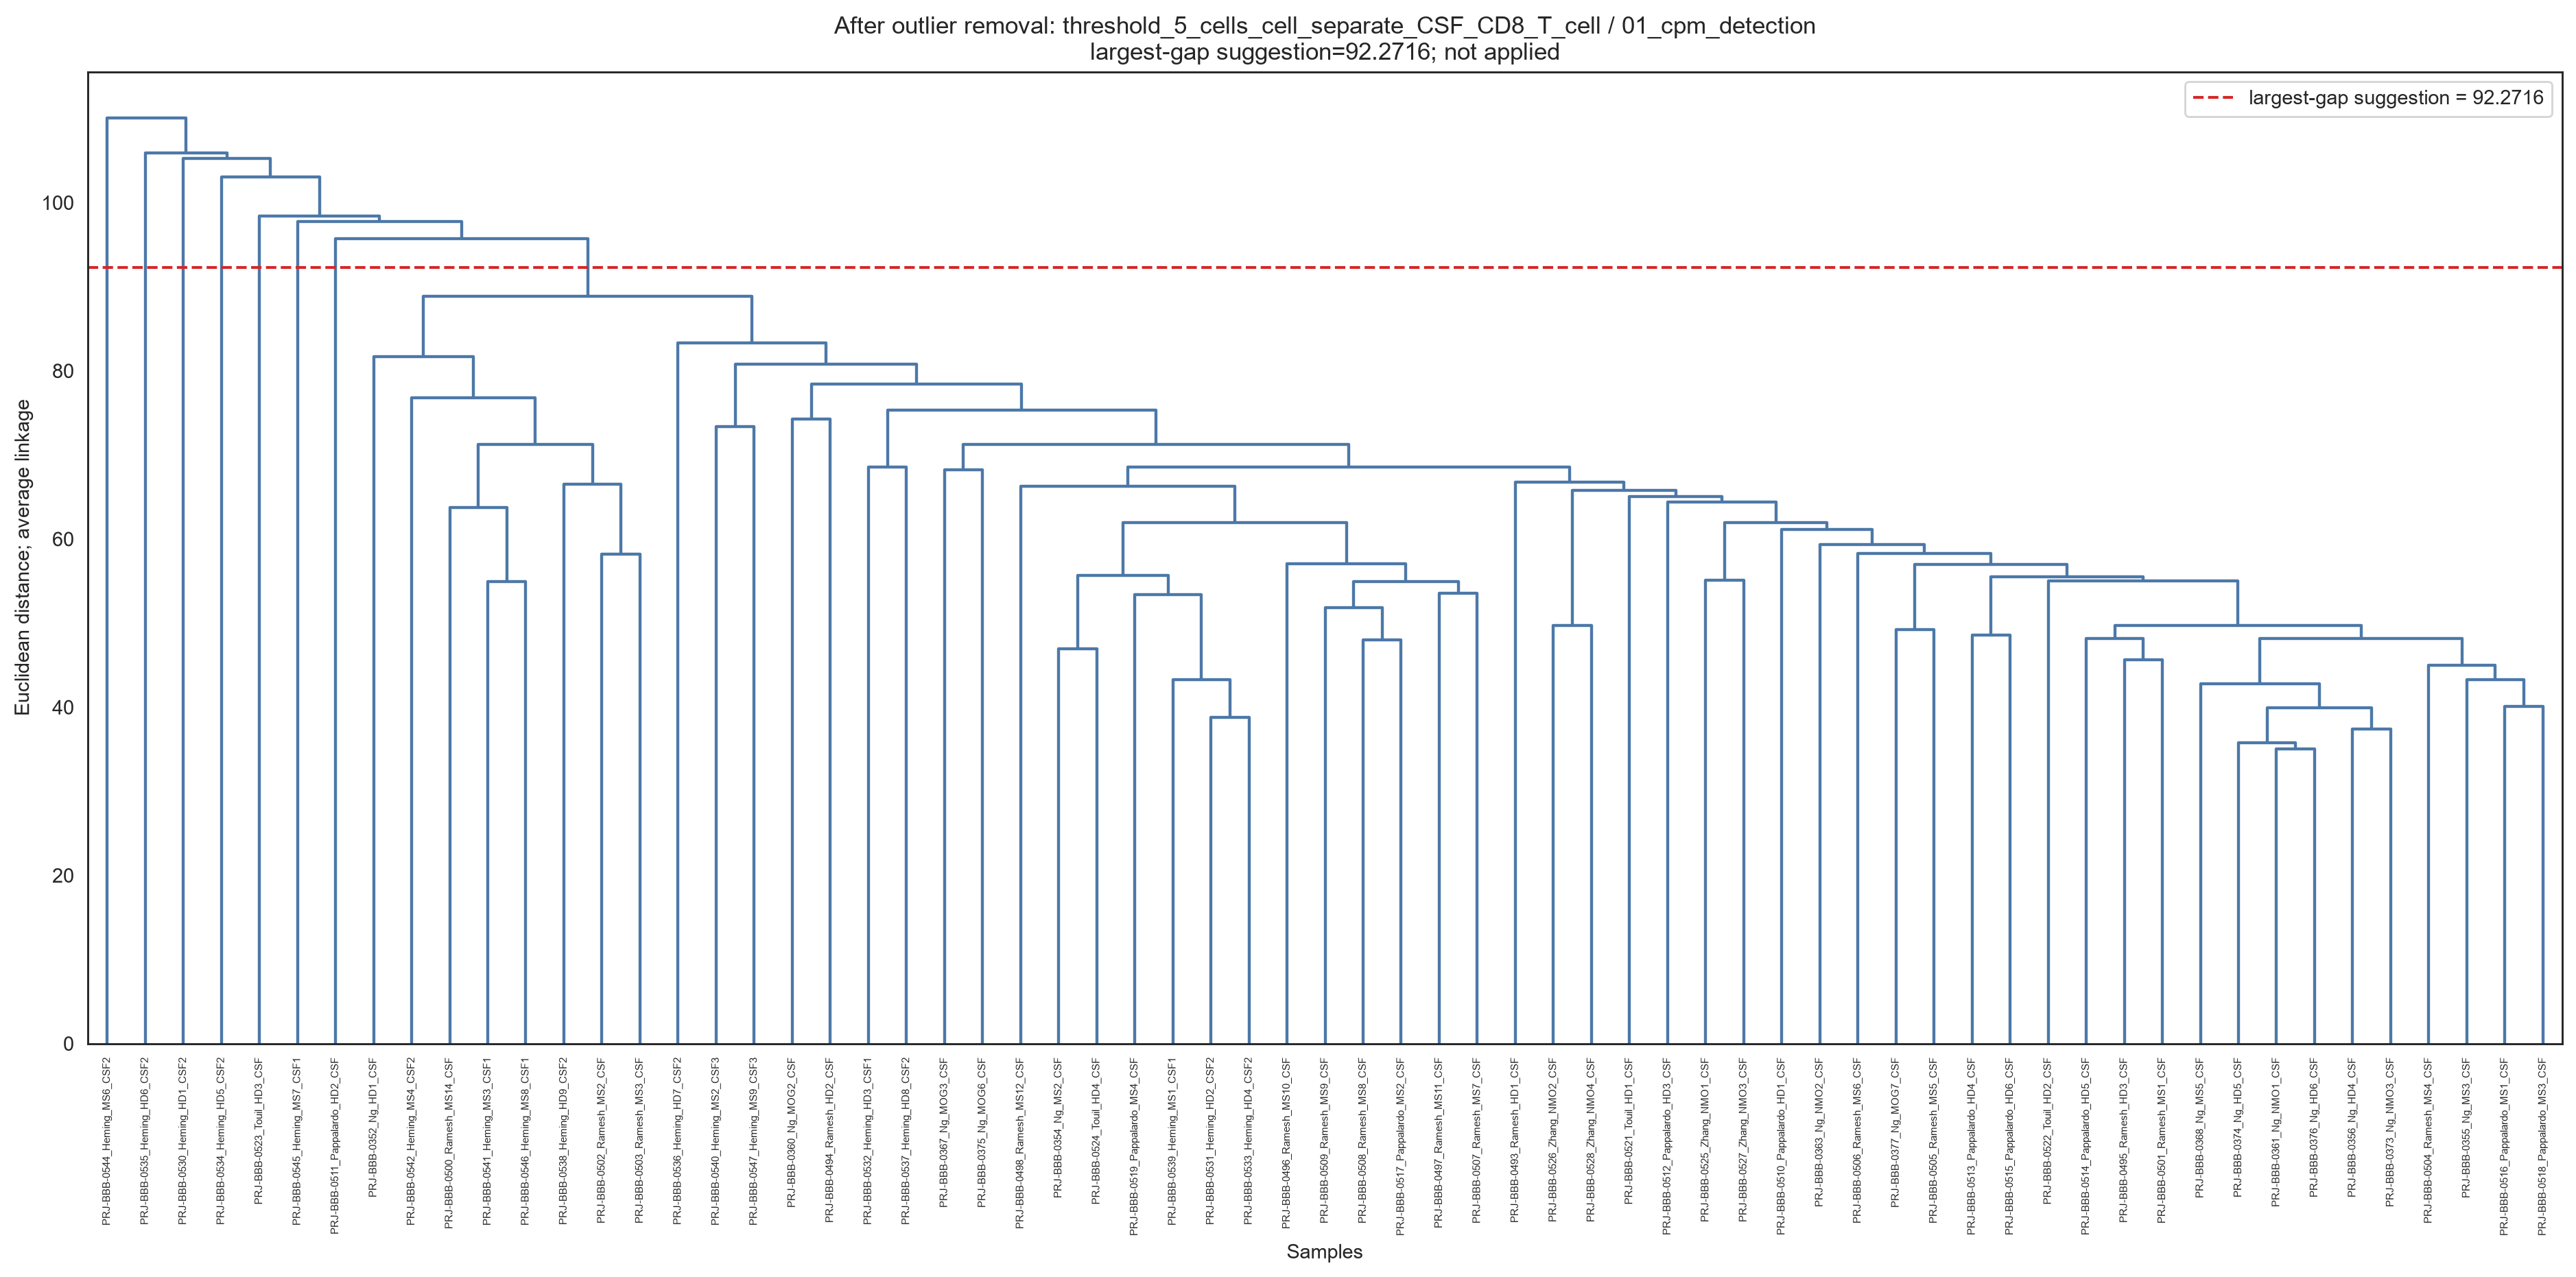 After outlier removal: threshold_5_cells_cell_separate_CSF_CD8_T_cell / 01_cpm_detection
largest-gap suggestion=92.2716; not applied
largest-gap suggestion = 92.2716
Euclidean distance; average linkage
100
80
60
40
20
0
PRJ-BBB-0544_Heming_MS6_CSF2
PRJ-BBB-0535_Heming_HD6_CSF2
PRJ-BBB-0530_Heming_HD1_CSF2
PRJ-BBB-0534_Heming_HD5_CSF2
PRJ-BBB-0523_Touil_HD3_CSF
PRJ-BBB-0545_Heming_MS7_CSF1
PRJ-BBB-0511_Pappalardo_HD2_CSF
PRJ-BBB-0352_Ng_HD1_CSF
PRJ-BBB-0542_Heming_MS4_CSF2
PRJ-BBB-0500_Ramesh_MS14_CSF
PRJ-BBB-0541_Heming_MS3_CSF1
PRJ-BBB-0546_Heming_MS8_CSF1
PRJ-BBB-0538_Heming_HD9_CSF2
PRJ-BBB-0502_Ramesh_MS2_CSF
PRJ-BBB-0503_Ramesh_MS3_CSF
PRJ-BBB-0536_Heming_HD7_CSF2
PRJ-BBB-0540_Heming_MS2_CSF3
PRJ-BBB-0547_Heming_MS9_CSF3
PRJ-BBB-0360_Ng_MOG2_CSF
PRJ-BBB-0494_Ramesh_HD2_CSF
PRJ-BBB-0532_Heming_HD3_CSF1
PRJ-BBB-0537_Heming_HD8_CSF2
PRJ-BBB-0367_Ng_MOG3_CSF
PRJ-BBB-0375_Ng_MOG6_CSF
PRJ-BBB-0498_Ramesh_MS12_CSF
PRJ-BBB-0354_Ng_MS2_CSF
PRJ-BBB-0524_Touil_HD4_CSF
PRJ-BBB-0519_Pappalardo_MS4_CSF
PRJ-BBB-0539_Heming_MS1_CSF1
PRJ-BBB-0531_Heming_HD2_CSF2
PRJ-BBB-0533_Heming_HD4_CSF2
PRJ-BBB-0496_Ramesh_MS10_CSF
PRJ-BBB-0509_Ramesh_MS9_CSF
PRJ-BBB-0508_Ramesh_MS8_CSF
PRJ-BBB-0517_Pappalardo_MS2_CSF
PRJ-BBB-0497_Ramesh_MS11_CSF
PRJ-BBB-0507_Ramesh_MS7_CSF
PRJ-BBB-0493_Ramesh_HD1_CSF
PRJ-BBB-0526_Zhang_NMO2_CSF
PRJ-BBB-0528_Zhang_NMO4_CSF
PRJ-BBB-0521_Touil_HD1_CSF
PRJ-BBB-0512_Pappalardo_HD3_CSF
PRJ-BBB-0525_Zhang_NMO1_CSF
PRJ-BBB-0527_Zhang_NMO3_CSF
PRJ-BBB-0510_Pappalardo_HD1_CSF
PRJ-BBB-0363_Ng_NMO2_CSF
PRJ-BBB-0506_Ramesh_MS6_CSF
PRJ-BBB-0377_Ng_MOG7_CSF
PRJ-BBB-0505_Ramesh_MS5_CSF
PRJ-BBB-0513_Pappalardo_HD4_CSF
PRJ-BBB-0515_Pappalardo_HD6_CSF
PRJ-BBB-0522_Touil_HD2_CSF
PRJ-BBB-0514_Pappalardo_HD5_CSF
PRJ-BBB-0495_Ramesh_HD3_CSF
PRJ-BBB-0501_Ramesh_MS1_CSF
PRJ-BBB-0368_Ng_MS5_CSF
PRJ-BBB-0374_Ng_HD5_CSF
PRJ-BBB-0361_Ng_NMO1_CSF
PRJ-BBB-0376_Ng_HD6_CSF
PRJ-BBB-0356_Ng_HD4_CSF
PRJ-BBB-0373_Ng_NMO3_CSF
PRJ-BBB-0504_Ramesh_MS4_CSF
PRJ-BBB-0355_Ng_MS3_CSF
PRJ-BBB-0516_Pappalardo_MS1_CSF
PRJ-BBB-0518_Pappalardo_MS3_CSF
Samples